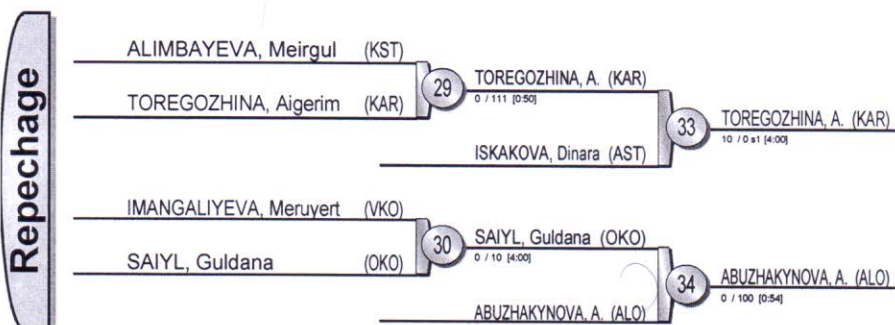 Repechage
ALIMBAYEVA, Meirgul (KST)
TOREGOZHINA, Aigerim (KAR)
29
TOREGOZHINA, A. (KAR)
0 / 111 [0:50]
ISKAKOVA, Dinara (AST)
33
TOREGOZHINA, A. (KAR)
10 / 0 s1 [4:00]
IMANGALIYEVA, Meruyert (VKO)
SAIYL, Guldana (OKO)
30
SAIYL, Guldana (OKO)
0 / 10 [4:00]
ABUZHAKYNOVA, A. (ALO)
34
ABUZHAKYNOVA, A. (ALO)
0 / 100 [0:54]